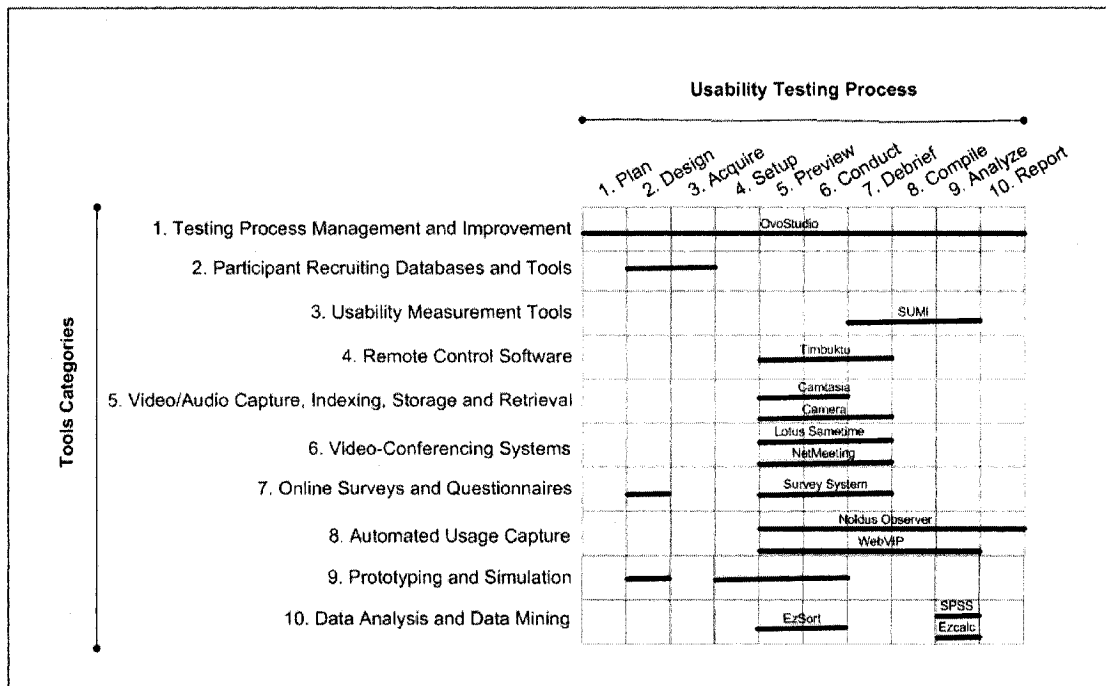 Usability Testing Process
1. Plan
2. Design
3. Acquire
4. Setup
5. Preview
6. Conduct
7. Debrief
8. Compile
9. Analyze
10. Report
Tools Categories
1. Testing Process Management and Improvement
OvoStudio
2. Participant Recruiting Databases and Tools
3. Usability Measurement Tools
SUMI
4. Remote Control Software
Timbuktu
5. Video/Audio Capture, Indexing, Storage and Retrieval
Camtasia
Camera
6. Video-Conferencing Systems
Lotus Sametime
NetMeeting
7. Online Surveys and Questionnaires
Survey System
8. Automated Usage Capture
Noldus Observer
WebVIP
9. Prototyping and Simulation
10. Data Analysis and Data Mining
EzSort
SPSS
Ezcalc